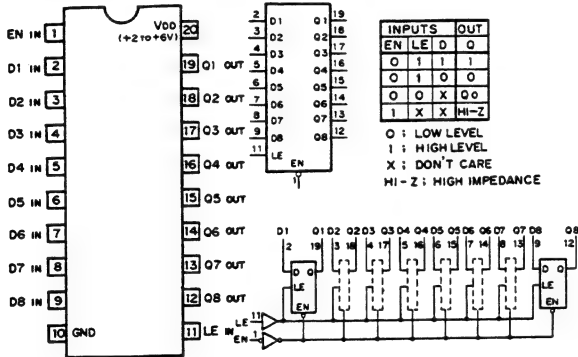 EN IN 1
D1 IN 2
D2 IN 3
D3 IN 4
D4 IN 5
D5 IN 6
D6 IN 7
D7 IN 8
D8 IN 9
10 GND
VDD 20
(+2 TO +6V)
19 Q1 OUT
18 Q2 OUT
17 Q3 OUT
16 Q4 OUT
15 Q5 OUT
14 Q6 OUT
13 Q7 OUT
12 Q8 OUT
11 LE IN
2 D1 Q1 19
3 D2 Q2 18
4 D3 Q3 17
5 D4 Q4 16
6 D5 Q5 15
7 D6 Q6 14
8 D7 Q7 13
9 D8 Q8 12
11 LE
EN
1
INPUTS OUT
EN LE D Q
0 1 1 1
0 1 0 0
0 0 X Qo
1 X X HI-Z
0 ; LOW LEVEL
1 ; HIGH LEVEL
X ; DON'T CARE
HI-Z ; HIGH IMPEDANCE
D1 Q1 D2 Q2 D3 Q3 D4 Q4 D5 Q5 D6 Q6 D7 Q7 D8 Q8
2 19 3 18 4 17 5 16 6 15 7 14 8 13 9 12
D Q D Q
LE LE
EN EN
LE 11
EN 1